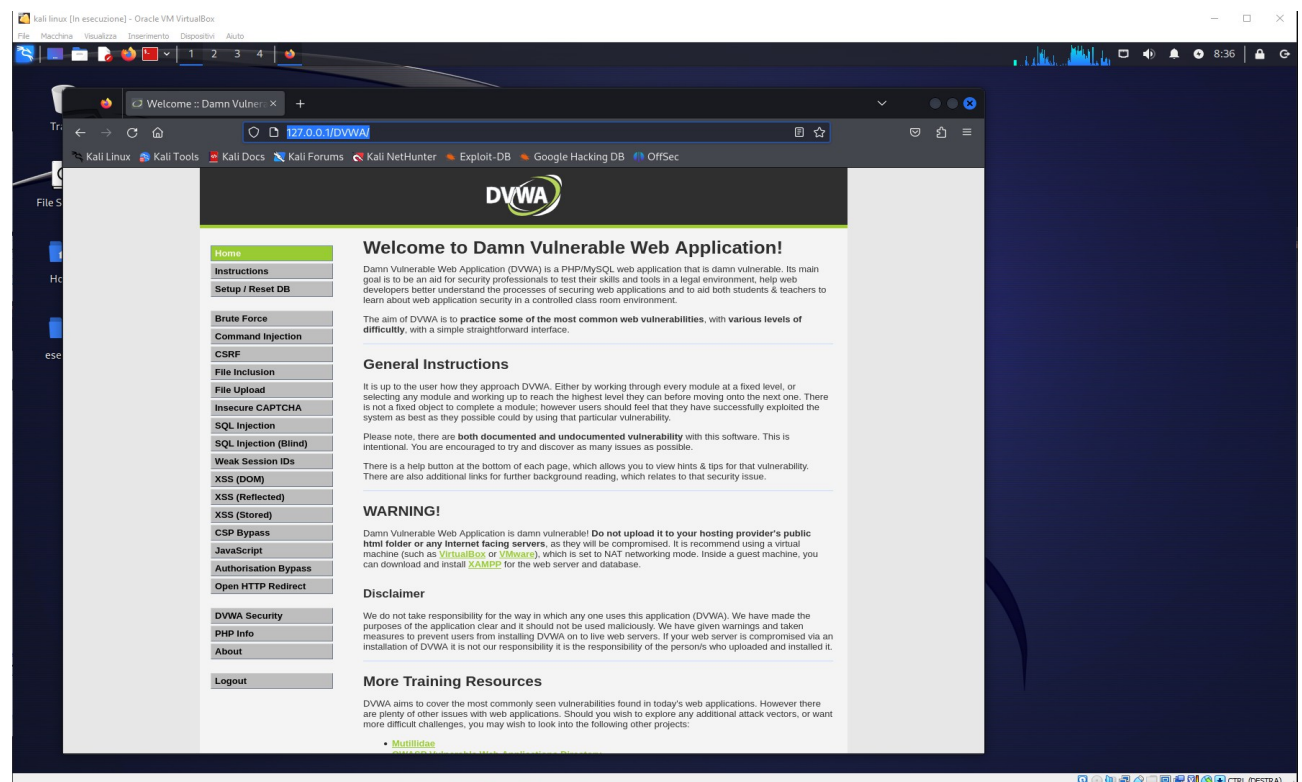 kali linux [In esecuzione] - Oracle VM VirtualBox
File Macchina Visualizza Inserimento Dispositivi Aiuto
1 2 3 4
8:36
Welcome :: Damn Vulner
127.0.0.1/DVWA/
Kali Linux Kali Tools Kali Docs Kali Forums Kali NetHunter Exploit-DB Google Hacking DB OffSec
File S
DVWA
Home
Instructions
Setup / Reset DB
Brute Force
Command Injection
CSRF
File Inclusion
File Upload
Insecure CAPTCHA
SQL Injection
SQL Injection (Blind)
Weak Session IDs
XSS (DOM)
XSS (Reflected)
XSS (Stored)
CSP Bypass
JavaScript
Authorisation Bypass
Open HTTP Redirect
DVWA Security
PHP Info
About
Logout
Welcome to Damn Vulnerable Web Application!
Damn Vulnerable Web Application (DVWA) is a PHP/MySQL web application that is damn vulnerable. Its main
goal is to be an aid for security professionals to test their skills and tools in a legal environment, help web
developers better understand the processes of securing web applications and to aid both students & teachers to
learn about web application security in a controlled class room environment.
The aim of DVWA is to practice some of the most common web vulnerabilities, with various levels of
difficultly, with a simple straightforward interface.
General Instructions
It is up to the user how they approach DVWA. Either by working through every module at a fixed level, or
selecting any module and working up to reach the highest level they can before moving onto the next one. There
is not a fixed object to complete a module; however users should feel that they have successfully exploited the
system as best as they possible could by using that particular vulnerability.
Please note, there are both documented and undocumented vulnerability with this software. This is
intentional. You are encouraged to try and discover as many issues as possible.
There is a help button at the bottom of each page, which allows you to view hints & tips for that vulnerability.
There are also additional links for further background reading, which relates to that security issue.
WARNING!
Damn Vulnerable Web Application is damn vulnerable! Do not upload it to your hosting provider's public
html folder or any Internet facing servers, as they will be compromised. It is recommend using a virtual
machine (such as VirtualBox or VMware), which is set to NAT networking mode. Inside a guest machine, you
can download and install XAMPP for the web server and database.
Disclaimer
We do not take responsibility for the way in which any one uses this application (DVWA). We have made the
purposes of the application clear and it should not be used maliciously. We have given warnings and taken
measures to prevent users from installing DVWA on to live web servers. If your web server is compromised via an
installation of DVWA it is not our responsibility it is the responsibility of the person/s who uploaded and installed it.
More Training Resources
DVWA aims to cover the most commonly seen vulnerabilities found in today's web applications. However there
are plenty of other issues with web applications. Should you wish to explore any additional attack vectors, or want
more difficult challenges, you may wish to look into the following other projects:
Mutillidae
CTRL (DESTRA)